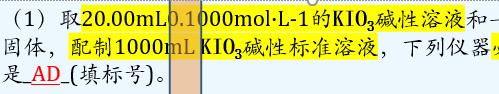 （1）取20.00mL0.1000mol·L-1的KIO₃碱性溶液和一
固体，配制1000mL KIO₃碱性标准溶液，下列仪器
是_AD_(填标号)。